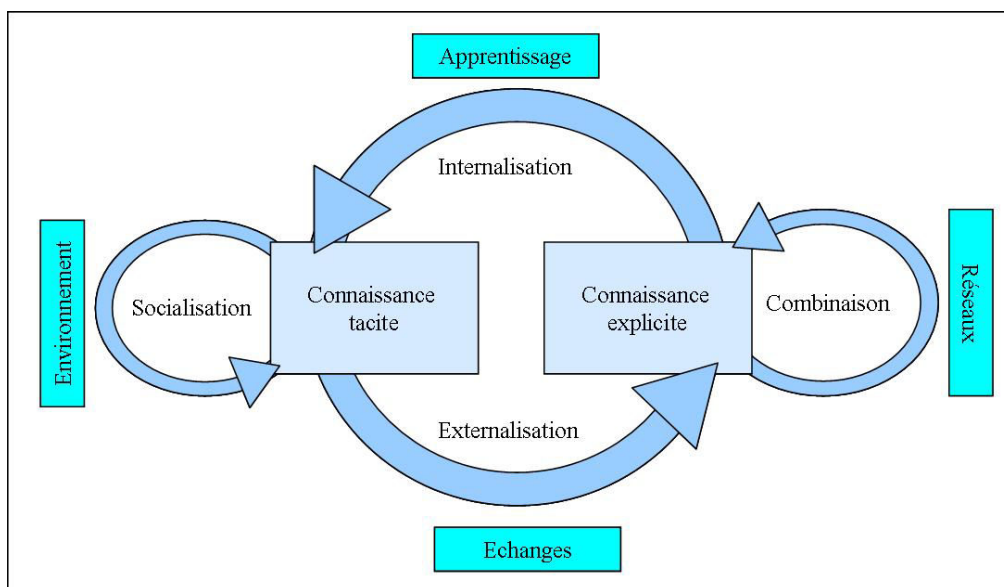 Apprentissage
Internalisation
Environnement
Socialisation
Connaissance
tacite
Connaissance
explicite
Combinaison
Réseaux
Externalisation
Echanges